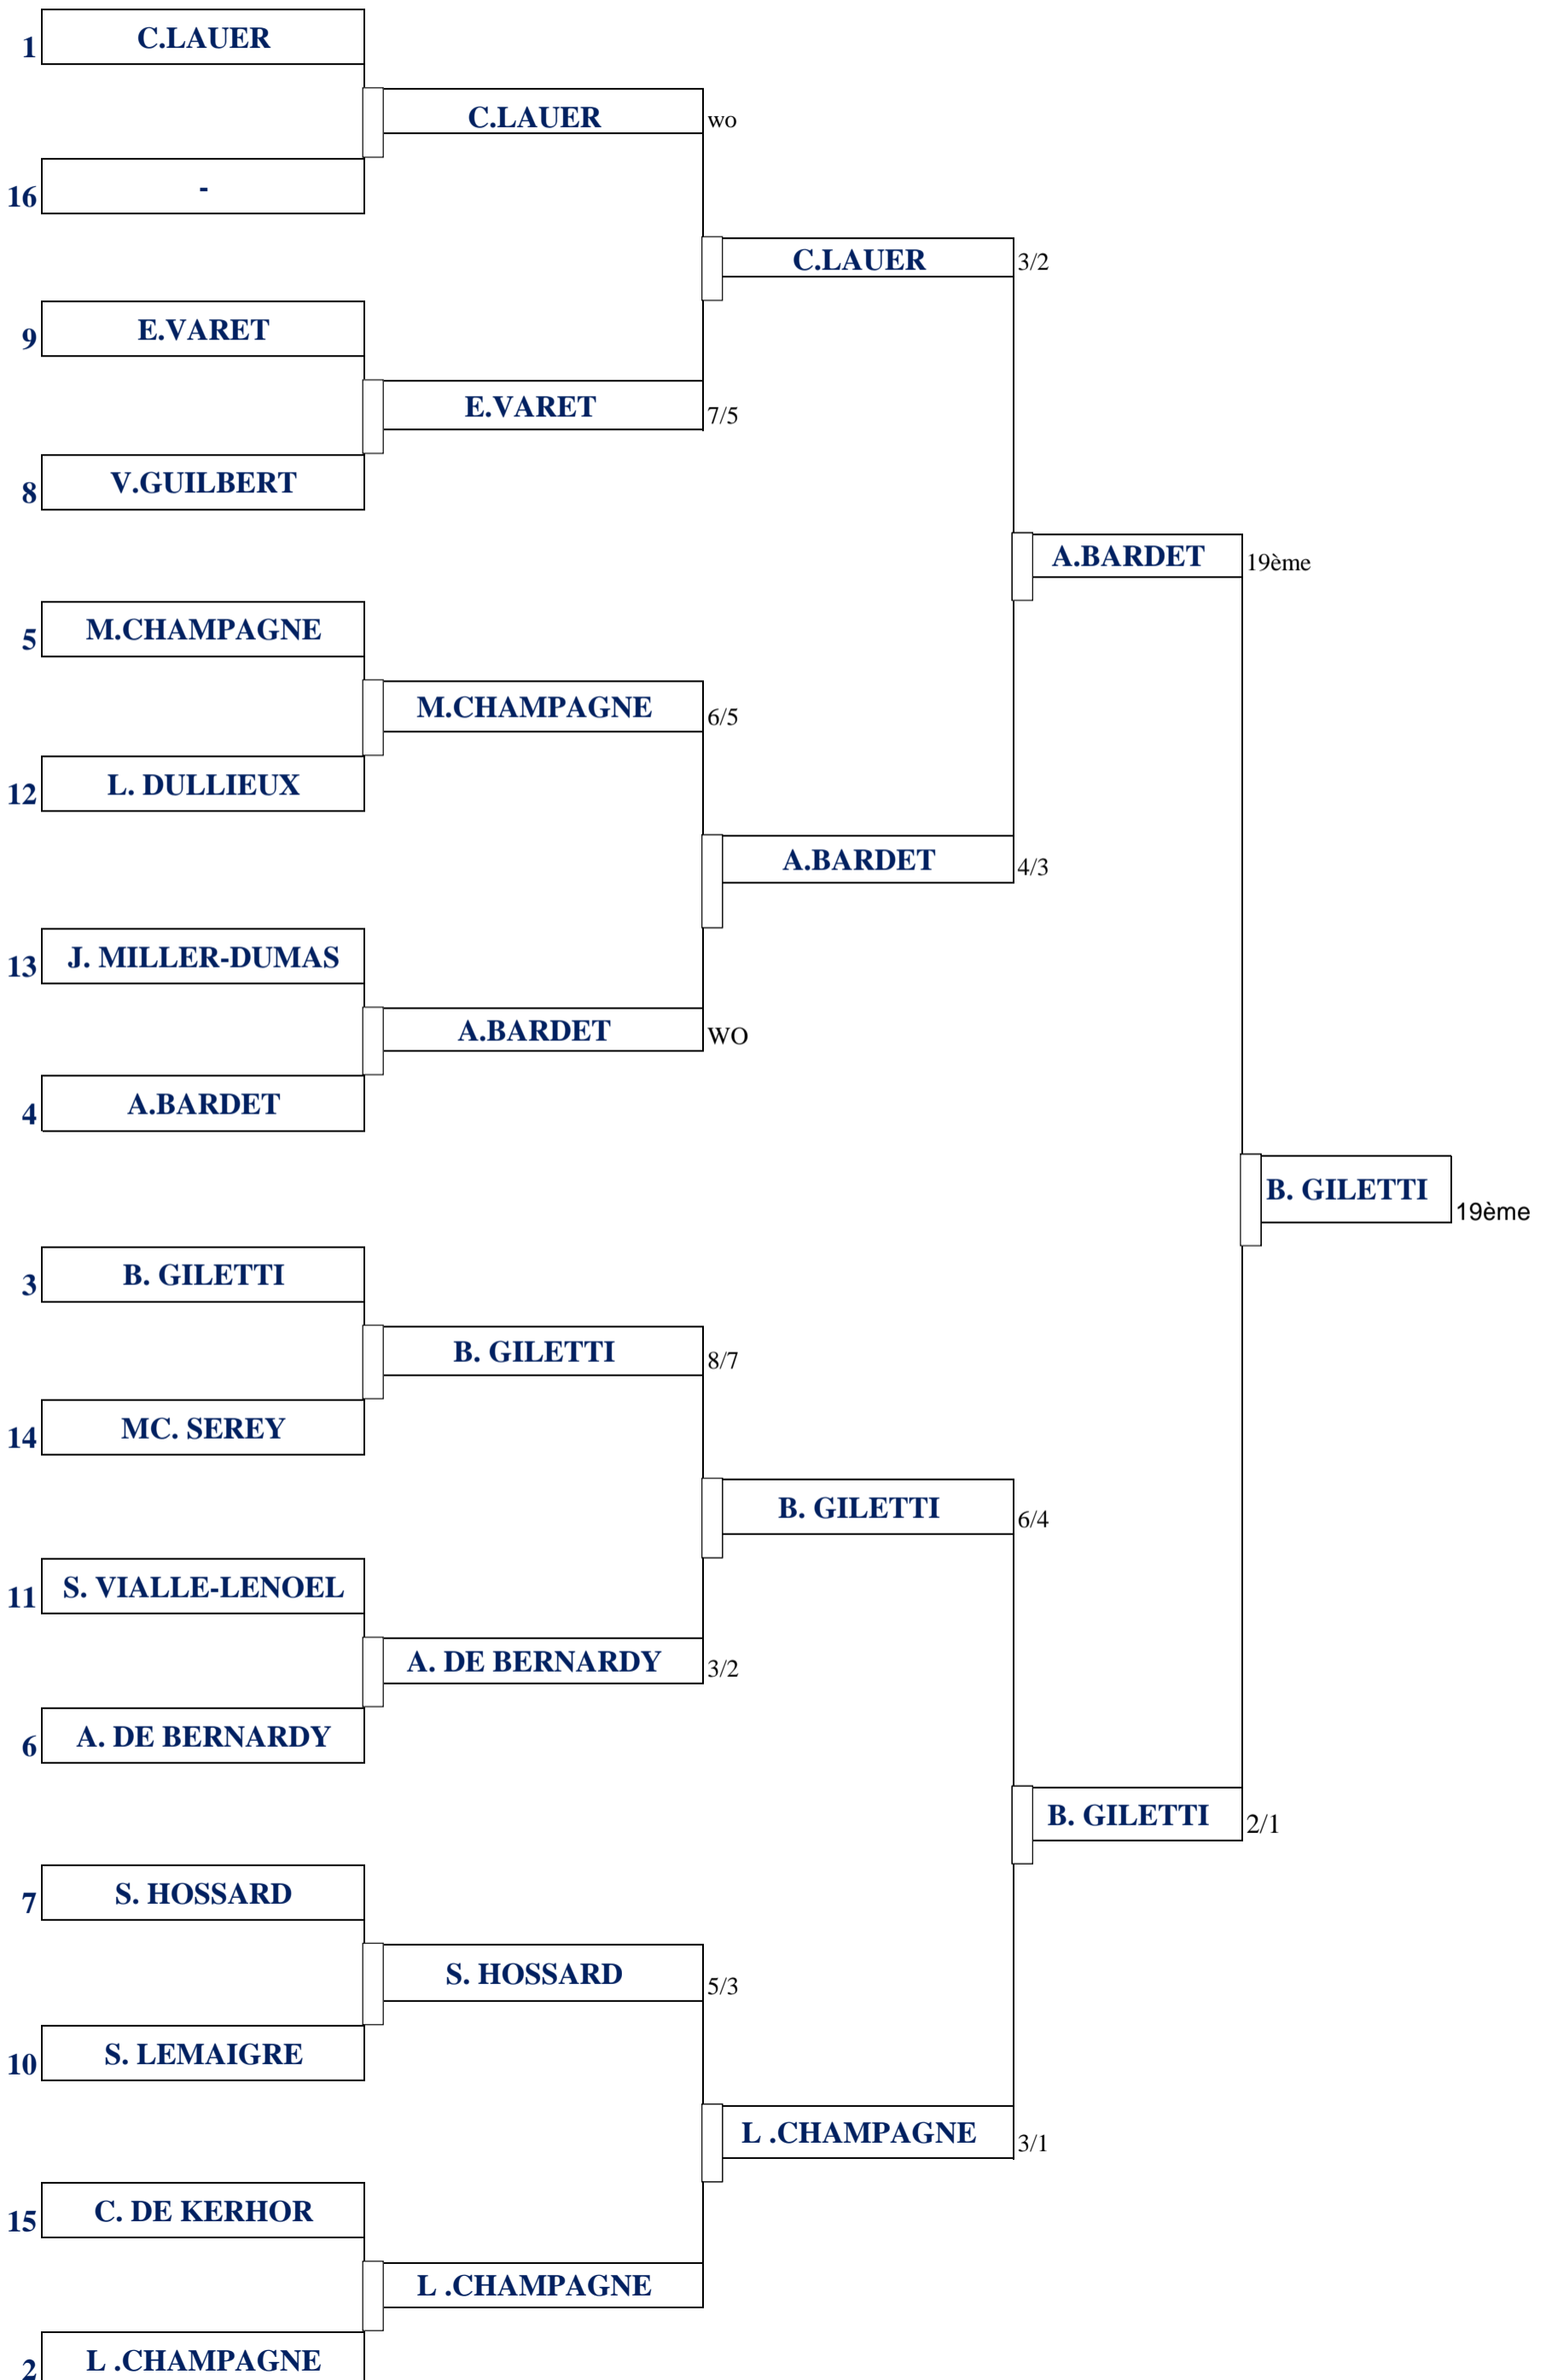 C.LAUER
1
C.LAUER
wo
-
16
C.LAUER
3/2
E.VARET
9
E.VARET
7/5
V.GUILBERT
8
A.BARDET
19ème
M.CHAMPAGNE
5
M.CHAMPAGNE
6/5
L. DULLIEUX
12
A.BARDET
4/3
J. MILLER-DUMAS
13
A.BARDET
WO
A.BARDET
4
B. GILETTI
19ème
B. GILETTI
3
B. GILETTI
8/7
MC. SEREY
14
B. GILETTI
6/4
S. VIALLE-LENOEL
11
A. DE BERNARDY
3/2
A. DE BERNARDY
6
B. GILETTI
2/1
S. HOSSARD
7
S. HOSSARD
5/3
S. LEMAIGRE
10
L .CHAMPAGNE
3/1
C. DE KERHOR
15
L .CHAMPAGNE
L .CHAMPAGNE
2